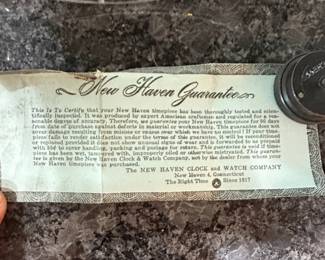 New Haven Guarantee
This Is To Certify that your New Haven timepiece has been thoroughly tested and scien-
tifically inspected. It was produced by expert American craftsmen and regulated for a rea-
sonable degree of accuracy. Therefore, we guarantee your New Haven timepiece for 90 days
from date of purchase against defects in material or workmanship. This guarantee does not
cover damage resulting from misuse or causes over which we have no control! If your time-
piece fails to render satisfaction under the terms of this guarantee, it will be reconditioned
or replaced provided it does not show unusual signs of wear and is forwarded to us prepaid
with to cover handling, packing and postage for return. This guarantee is void if time-
piece has been wet, tampered with, improperly oiled or otherwise mistreated. This guaran-
tee is given by the New Haven Clock & Watch Company, not by the dealer from whom your
New Haven timepiece was purchased.
The NEW HAVEN CLOCK and WATCH COMPANY
New Haven 4, Connecticut
The Right Time Since 1817